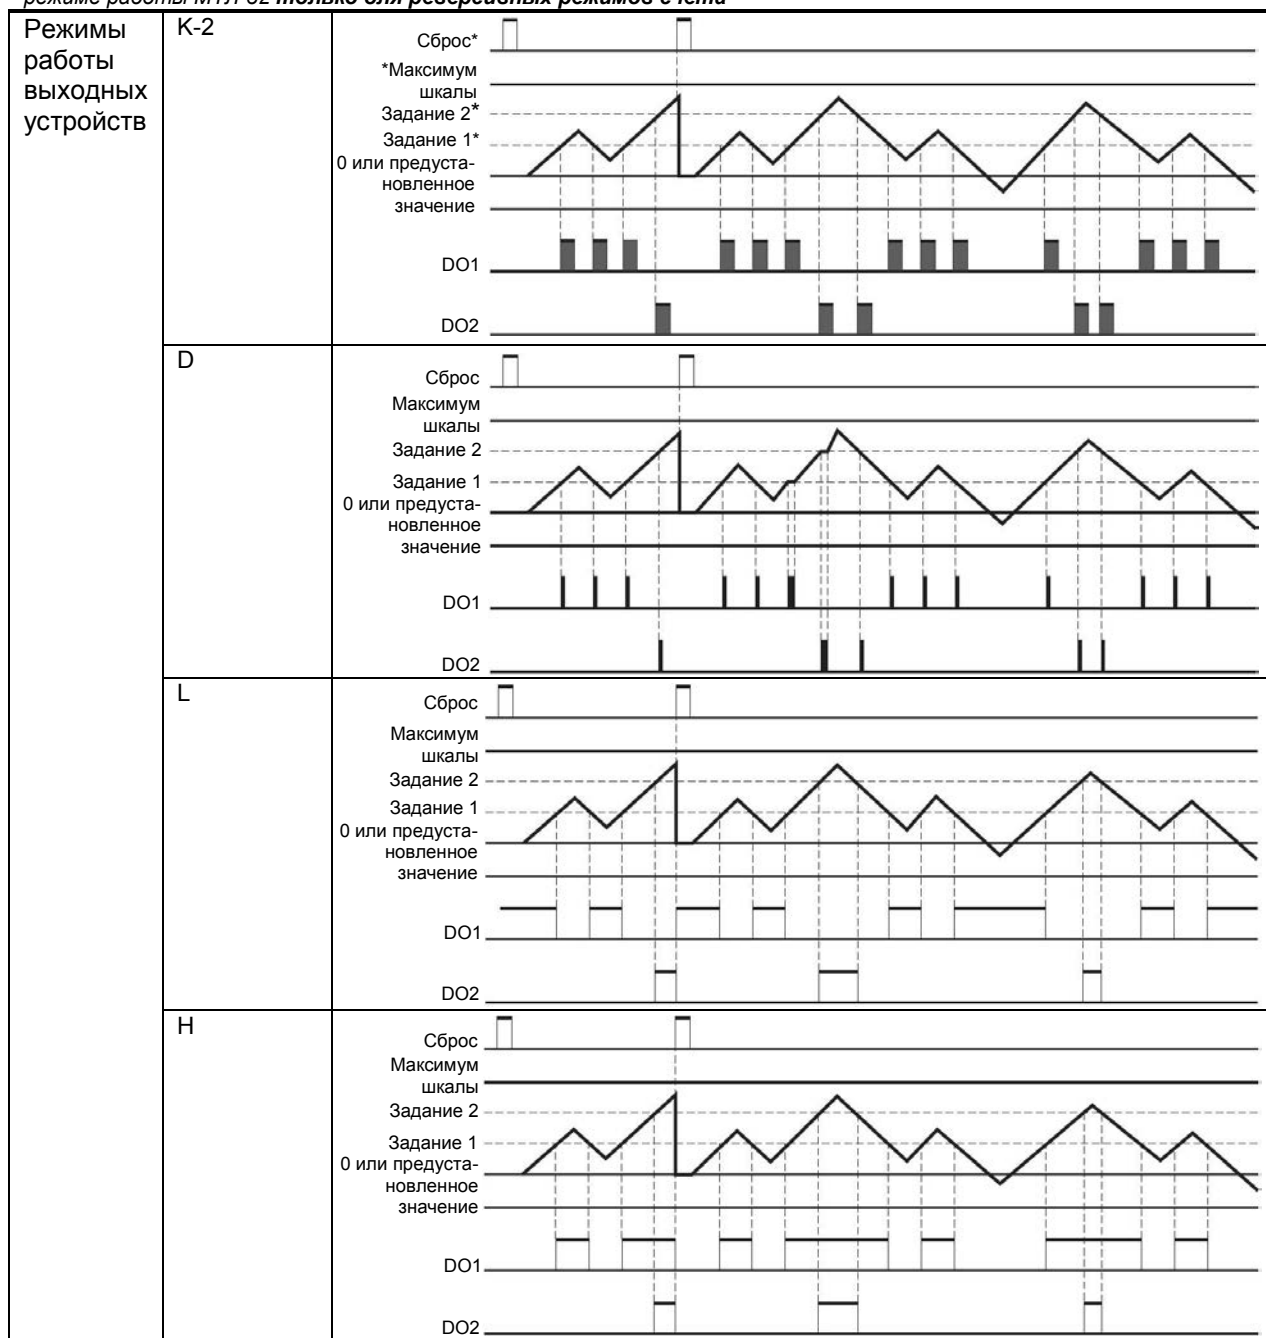 режиме работы МТЛ-32 только для реверсивных режимов счета
Режимы
работы
выходных
устройств
K-2
Сброс*
*Максимум
шкалы
Задание 2*
Задание 1*
0 или предуста-
новленное
значение
DO1
DO2
D
Сброс
Максимум
шкалы
Задание 2
Задание 1
0 или предуста-
новленное
значение
DO1
DO2
L
Сброс
Максимум
шкалы
Задание 2
Задание 1
0 или предуста-
новленное
значение
DO1
DO2
H
Сброс
Максимум
шкалы
Задание 2
Задание 1
0 или предуста-
новленное
значение
DO1
DO2